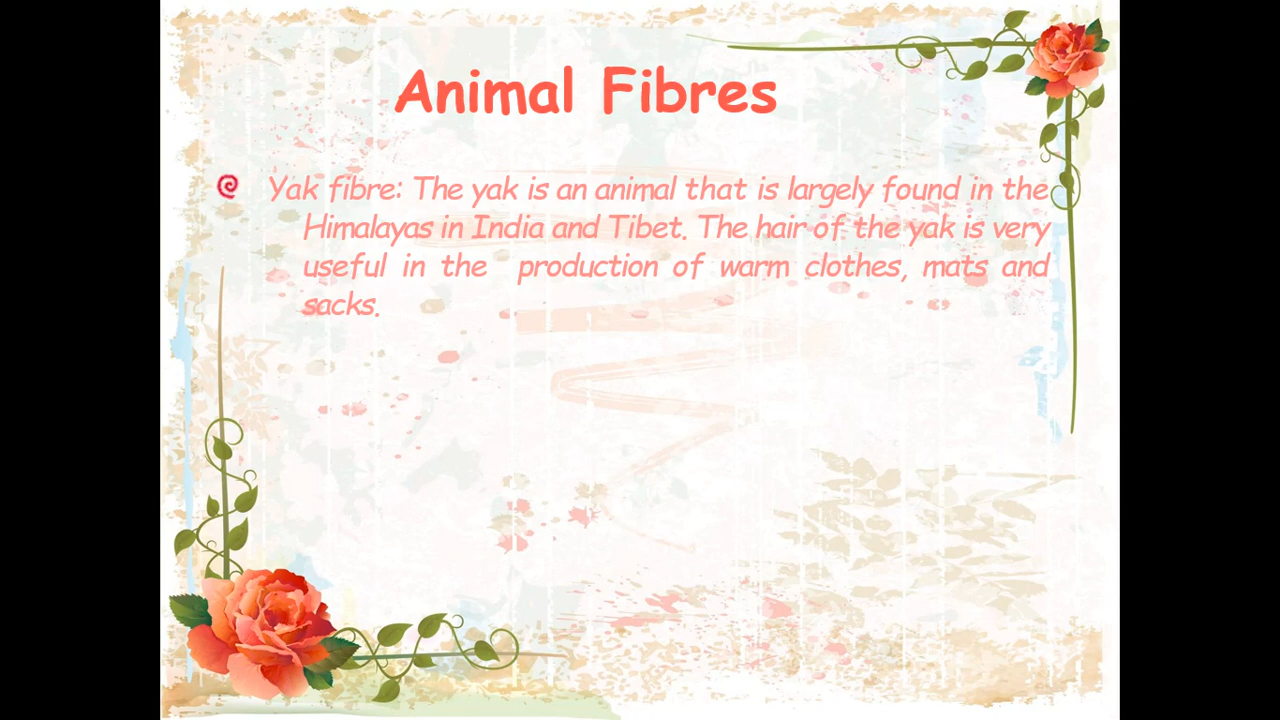 Animal Fibres
Yak fibre: The yak is an animal that is largely found in the
Himalayas in India and Tibet. The hair of the yak is very
useful in the production of warm clothes, mats and
sacks.